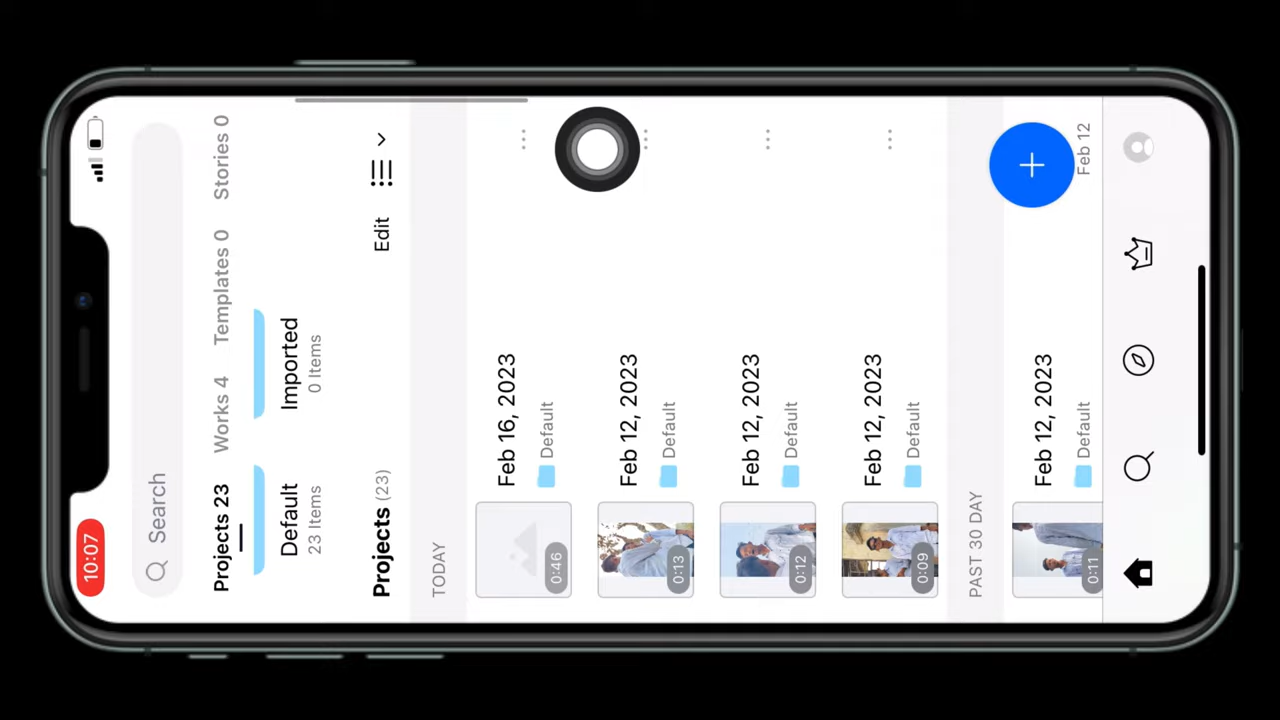 10:07
Search
Projects 23 Works 4 Templates 0 Stories 0
Default
23 Items
Imported
0 Items
Projects (23) Edit
TODAY
0:46
Feb 16, 2023
Default
0:13
Feb 12, 2023
Default
0:12
Feb 12, 2023
Default
0:09
Feb 12, 2023
Default
PAST 30 DAY
0:11
Feb 12, 2023
Default
Feb 12